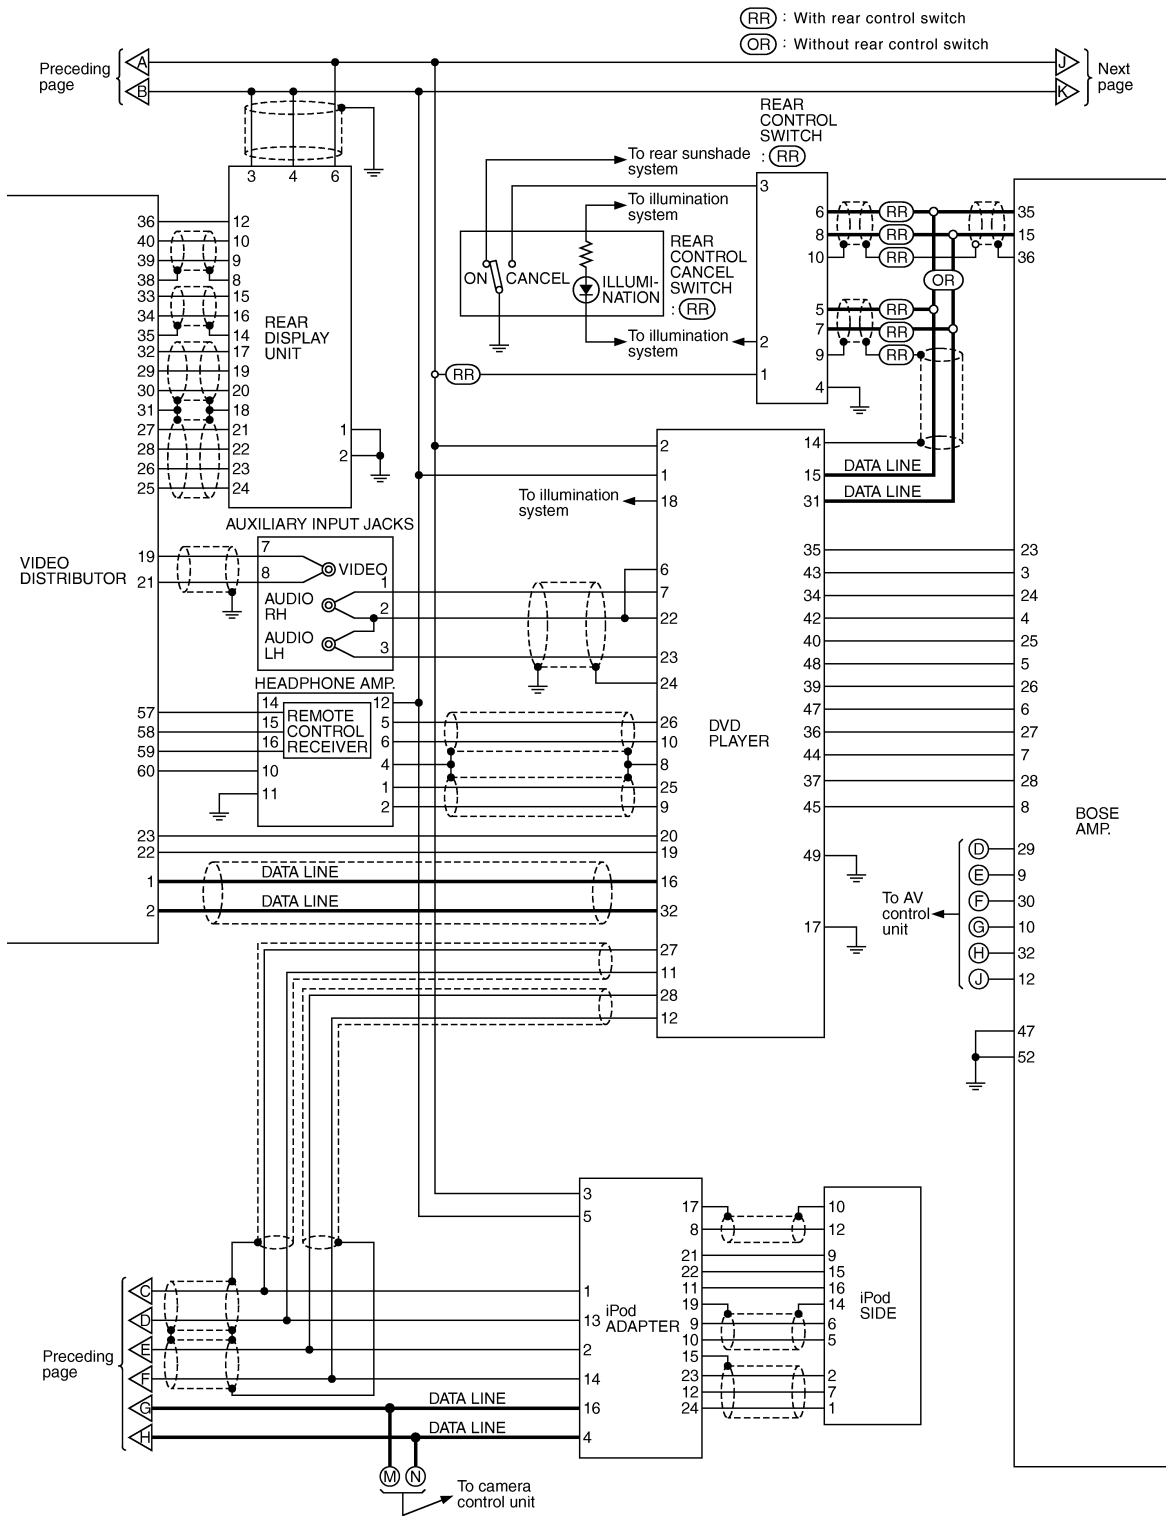 RR : With rear control switch
OR : Without rear control switch
Preceding
page
A
B
J
K
Next
page
REAR
CONTROL
SWITCH
: RR
To rear sunshade
system
To illumination
system
REAR
CONTROL
CANCEL
SWITCH
: RR
ON
CANCEL
ILLUMI-
NATION
To illumination
system
RR
3
2
1
6
8
10
5
7
9
4
RR
RR
RR
OR
RR
RR
RR
35
15
36
3 4 6
36 12
40 10
39 9
38 8
33 15
34 16
35 14
32 17
29 19
30 20
31 18
27 21
28 22
26 23
25 24
REAR
DISPLAY
UNIT
1
2
VIDEO
DISTRIBUTOR
19
21
AUXILIARY INPUT JACKS
7
8
VIDEO
1
AUDIO
RH
2
AUDIO
LH
3
HEADPHONE AMP.
57 14
58 15
59 16
60 10
11
REMOTE
CONTROL
RECEIVER
12
5
6
4
1
2
23
22
1
2
DATA LINE
DATA LINE
To illumination
system
2
1
18
6
7
22
23
24
26
10
8
25
9
20
19
16
32
27
11
28
12
DVD
PLAYER
14
15
31
DATA LINE
DATA LINE
35 23
43 3
34 24
42 4
40 25
48 5
39 26
47 6
36 27
44 7
37 28
45 8
49
17
BOSE
AMP.
To AV
control
unit
D 29
E 9
F 30
G 10
H 32
J 12
47
52
Preceding
page
C
D
E
F
G
H
DATA LINE
DATA LINE
M N
To camera
control unit
3
5
1
13
2
14
16
4
iPod
ADAPTER
17 10
8 12
21 9
22 15
11 16
19 14
9 6
10 5
15
23 2
12 7
24 1
iPod
SIDE